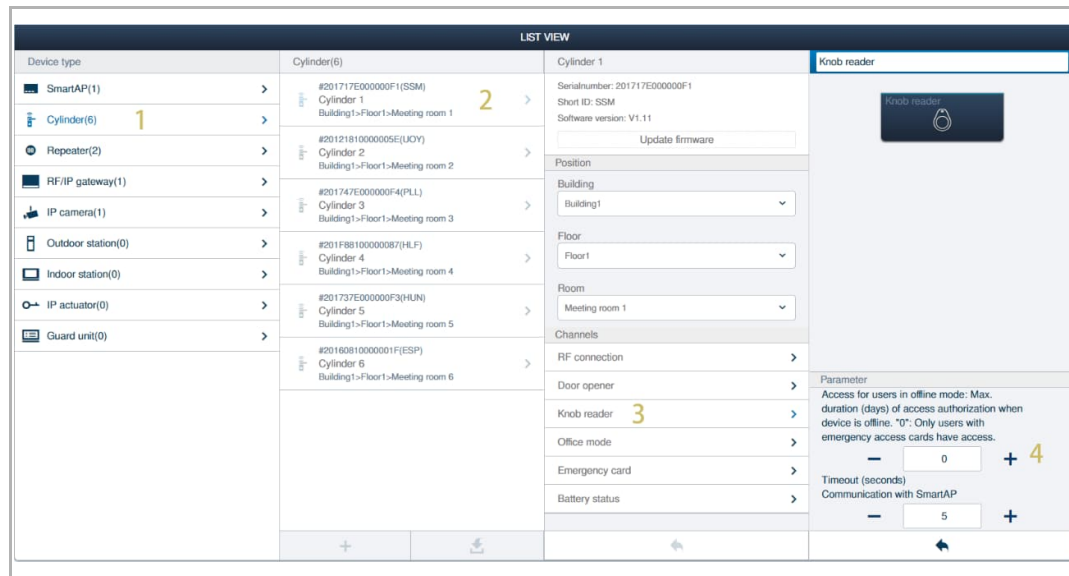 LIST VIEW
Device type
SmartAP(1)
Cylinder(6)
1
Repeater(2)
RF/IP gateway(1)
IP camera(1)
Outdoor station(0)
Indoor station(0)
IP actuator(0)
Guard unit(0)
Cylinder(6)
#201717E000000F1(SSM)
Cylinder 1
Building1>Floor1>Meeting room 1
2
#20121810000005E(UOY)
Cylinder 2
Building1>Floor1>Meeting room 2
#201747E000000F4(PLL)
Cylinder 3
Building1>Floor1>Meeting room 3
#201F88100000087(HLF)
Cylinder 4
Building1>Floor1>Meeting room 4
#201737E000000F3(HUN)
Cylinder 5
Building1>Floor1>Meeting room 5
#20160810000001F(ESP)
Cylinder 6
Building1>Floor1>Meeting room 6
Cylinder 1
Serialnumber: 201717E000000F1
Short ID: SSM
Software version: V1.11
Update firmware
Position
Building
Building1
Floor
Floor1
Room
Meeting room 1
Channels
RF connection
Door opener
Knob reader
3
Office mode
Emergency card
Battery status
Knob reader
Knob reader
Parameter
Access for users in offline mode: Max.
duration (days) of access authorization when
device is offline. "0": Only users with
emergency access cards have access.
0
4
Timeout (seconds)
Communication with SmartAP
5